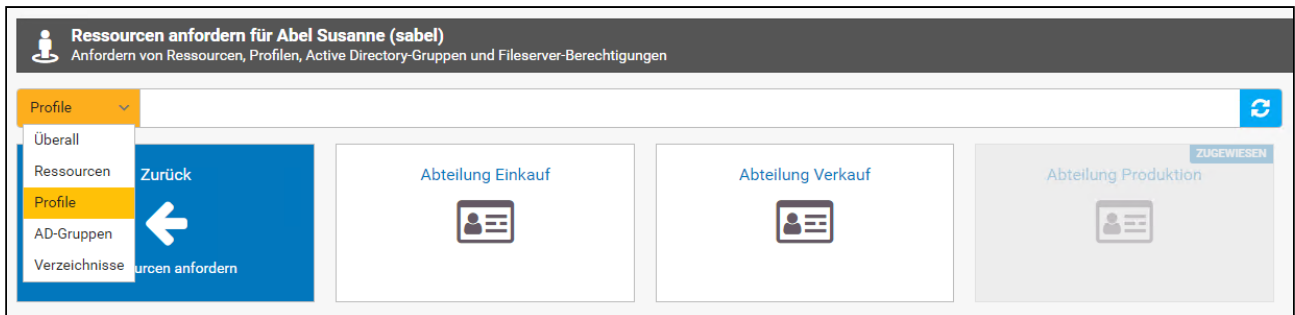 Ressourcen anfordern für Abel Susanne (sabel)
Anfordern von Ressourcen, Profilen, Active Directory-Gruppen und Fileserver-Berechtigungen
Profile
Überall
Ressourcen
Profile
AD-Gruppen
Verzeichnisse
Zurück
urcen anfordern
Abteilung Einkauf
Abteilung Verkauf
ZUGEWIESEN
Abteilung Produktion